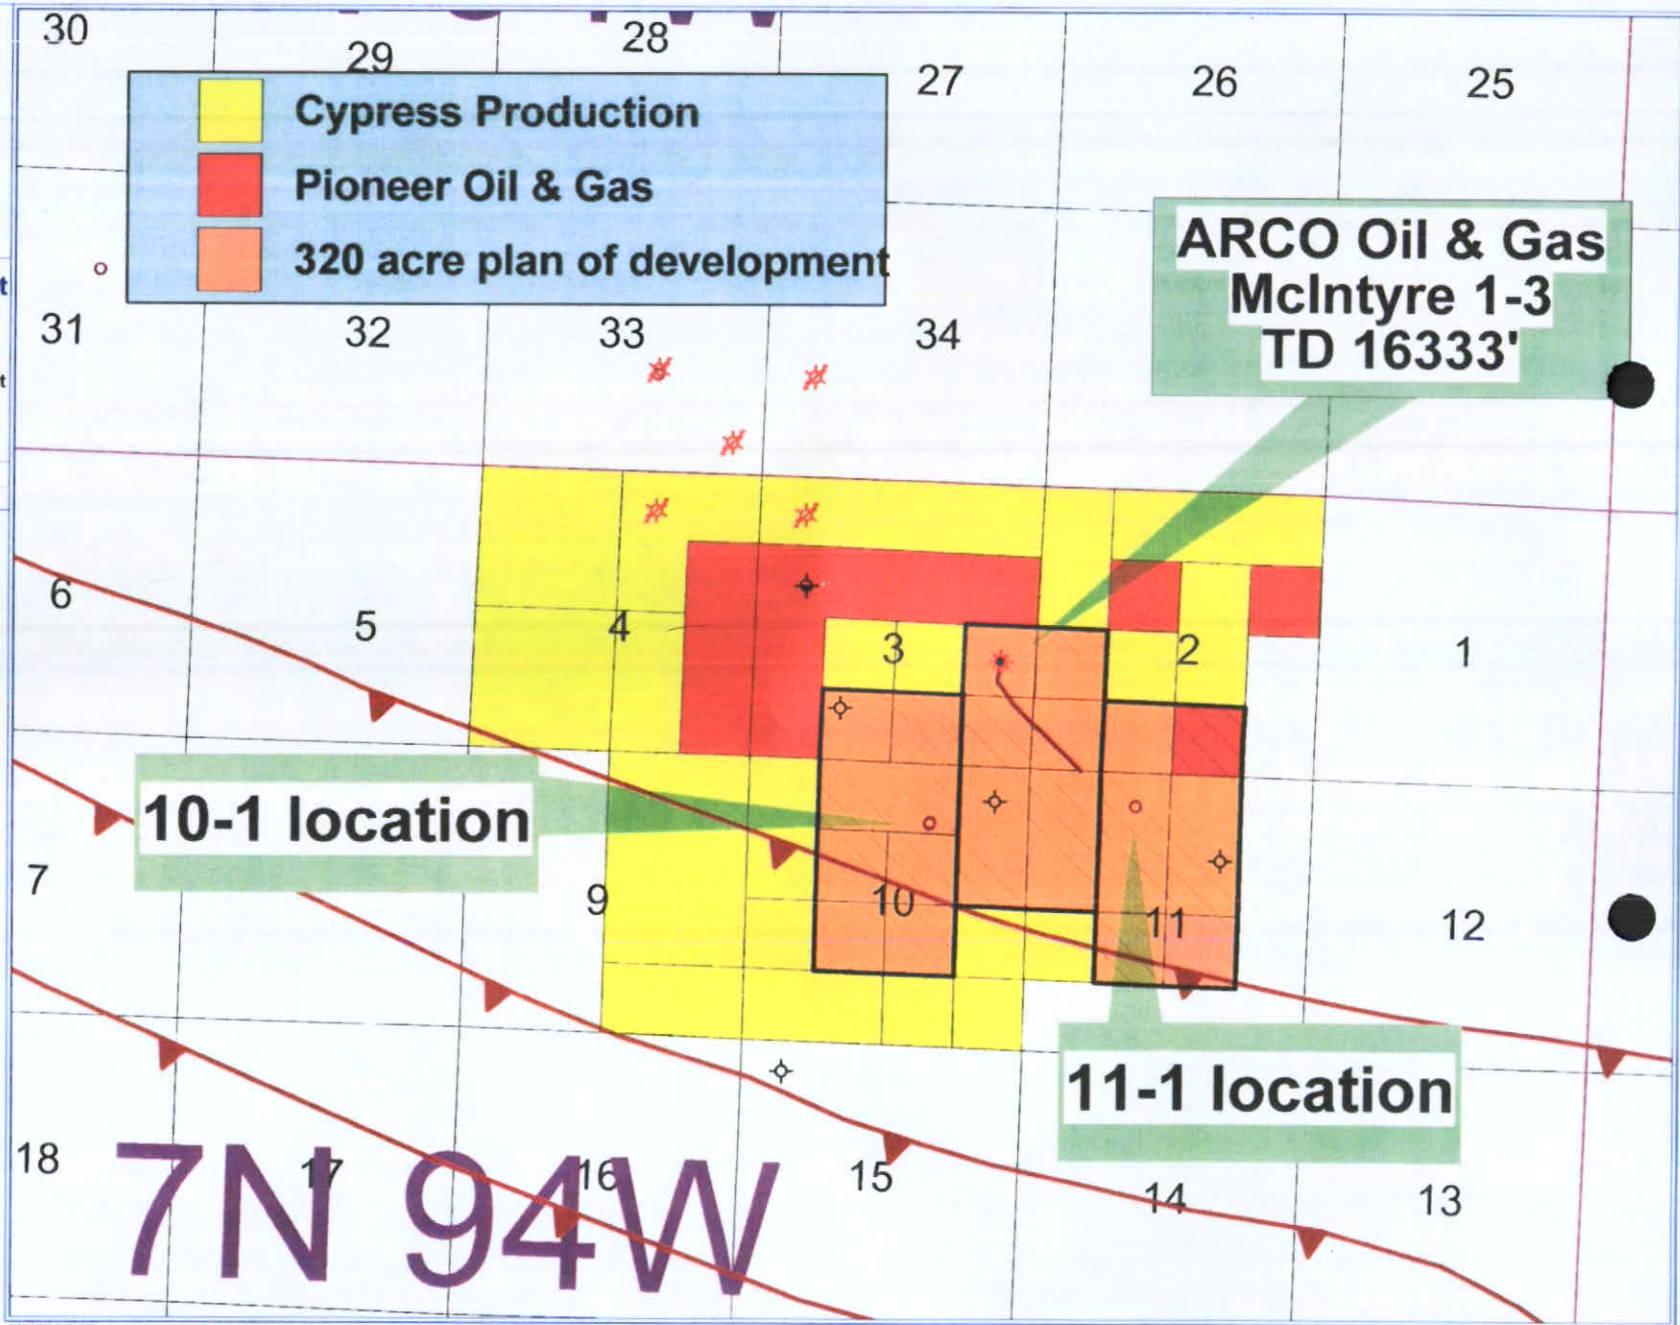 30
29
28
27
26
25
Cypress Production
Pioneer Oil & Gas
320 acre plan of development
ARCO Oil & Gas
McIntyre 1-3
TD 16333'
t
31
32
33
34
t
6
5
4
3
2
1
10-1 location
7
9
10
11
12
11-1 location
18
17
16
15
14
13
7N 94W